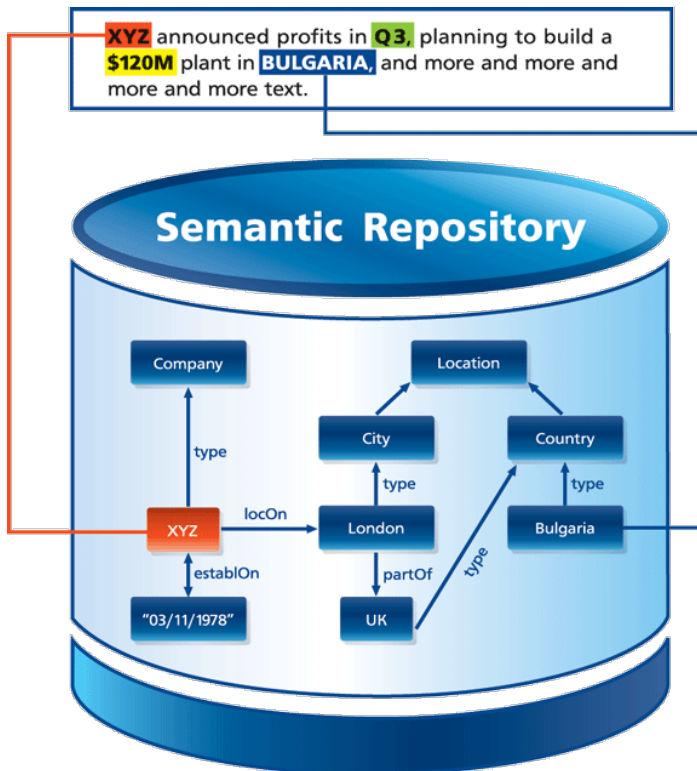 XYZ announced profits in Q3, planning to build a
$120M plant in BULGARIA, and more and more and
more and more text.
Semantic Repository
Company
Location
City
Country
type
type
type
XYZ
locOn
London
Bulgaria
establOn
partOf
type
"03/11/1978"
UK